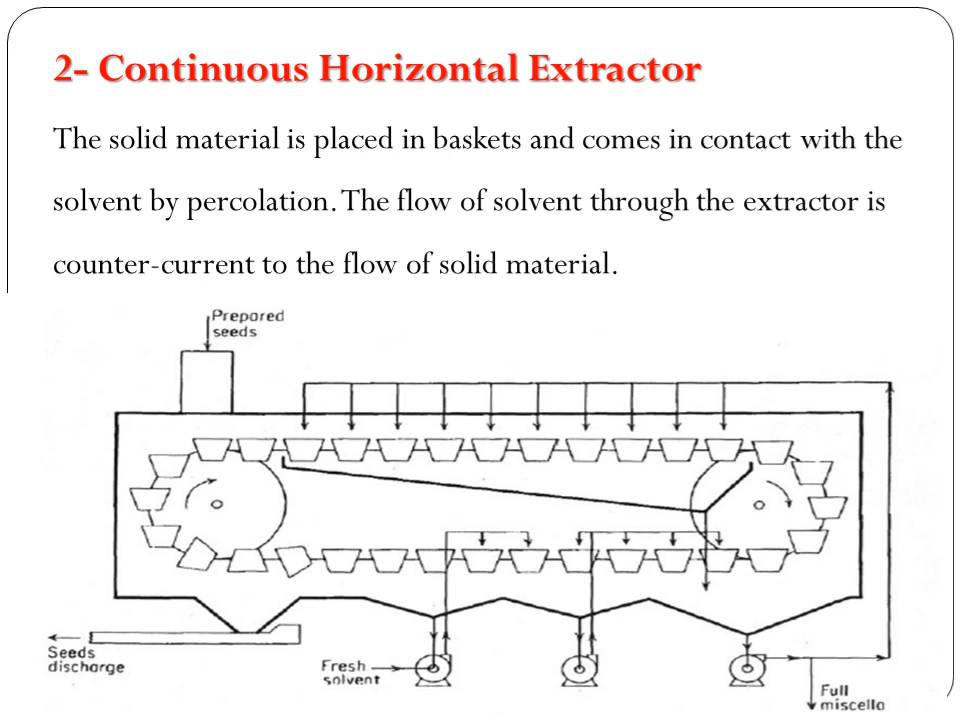 2- Continuous Horizontal Extractor
The solid material is placed in baskets and comes in contact with the
solvent by percolation. The flow of solvent through the extractor is
counter-current to the flow of solid material.
Prepared
seeds
Seeds
discharge
Fresh
solvent
Full
miscella